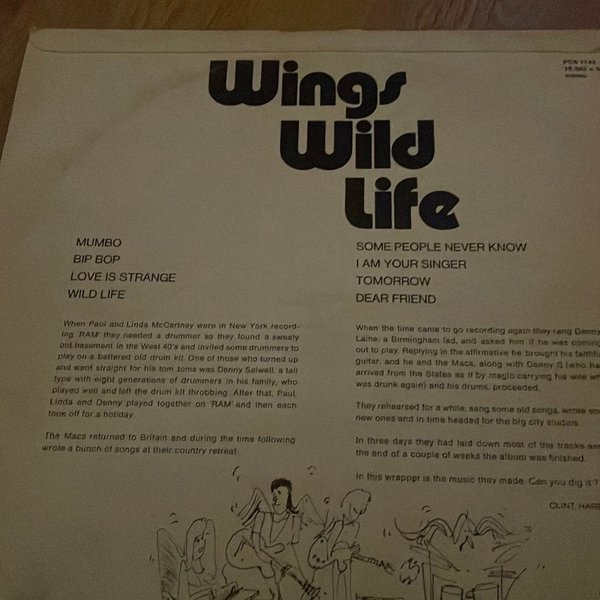 PCS 7142
stereo
Wings
Wild
Life
MUMBO
BIP BOP
LOVE IS STRANGE
WILD LIFE
SOME PEOPLE NEVER KNOW
I AM YOUR SINGER
TOMORROW
DEAR FRIEND
When Paul and Linda McCartney were in New York record-
ing 'RAM' they needed a drummer so they found a sweaty
old basement in the West 40's and invited some drummers to
play on a battered old drum kit. One of those who turned up
and went straight for his tom toms was Denny Seiwell, a tall
type with eight generations of drummers in his family, who
played well and left the drum kit throbbing. After that, Paul,
Linda and Denny played together on 'RAM' and then each
took off for a holiday.
The Macs returned to Britain and during the time following
wrote a bunch of songs at their country retreat.
When the time came to go recording again they rang Denny
Laine, a Birmingham lad, and asked him if he was coming
out to play. Replying in the affirmative he brought his faithful
guitar, and he and the Macs, along with Denny S. (who had
arrived from the States as if by magic carrying his wife who
was drunk again) and his drums, proceeded.
They rehearsed for a while, sang some old songs, wrote some
new ones and in time headed for the big city studios.
In three days they had laid down most of the tracks and
the end of a couple of weeks the album was finished.
In this wrapper is the music they made. Can you dig it?
CLINT HARR